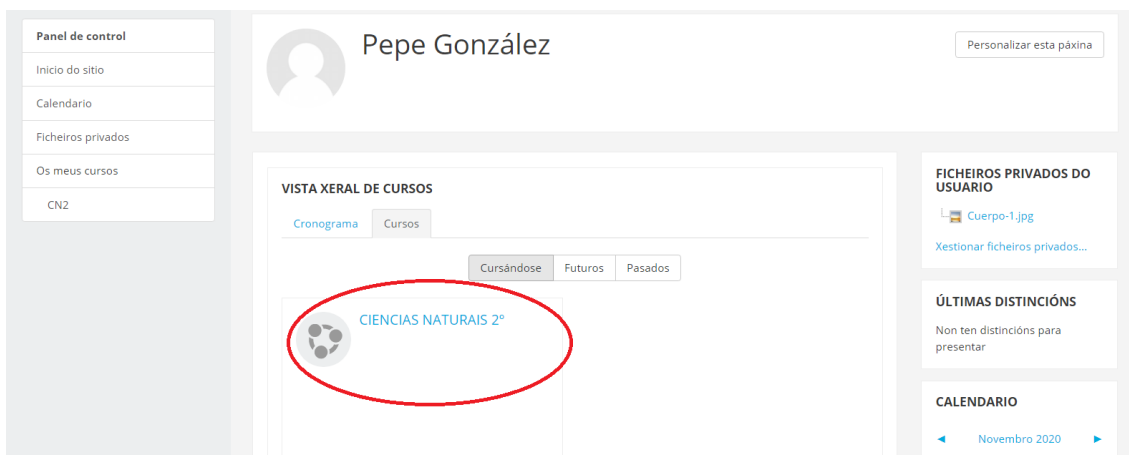 Panel de control
Inicio do sitio
Calendario
Ficheiros privados
Os meus cursos
CN2
Pepe González
Personalizar esta páxina
VISTA XERAL DE CURSOS
Cronograma
Cursos
Cursándose
Futuros
Pasados
CIENCIAS NATURAIS 2º
FICHEIROS PRIVADOS DO
USUARIO
Cuerpo-1.jpg
Xestionar ficheiros privados...
ÚLTIMAS DISTINCIÓNS
Non ten distincións para
presentar
CALENDARIO
◄ Novembro 2020 ►